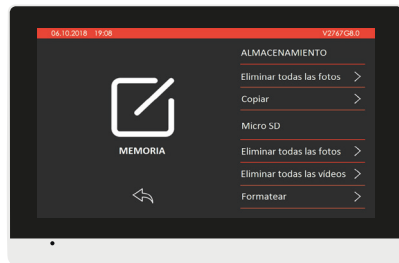 06.10.2018 19:08
V2767G8.0
ALMACENAMIENTO
Eliminar todas las fotos
Copiar
Micro SD
MEMORIA
Eliminar todas las fotos
Eliminar todas las vídeos
Formatear